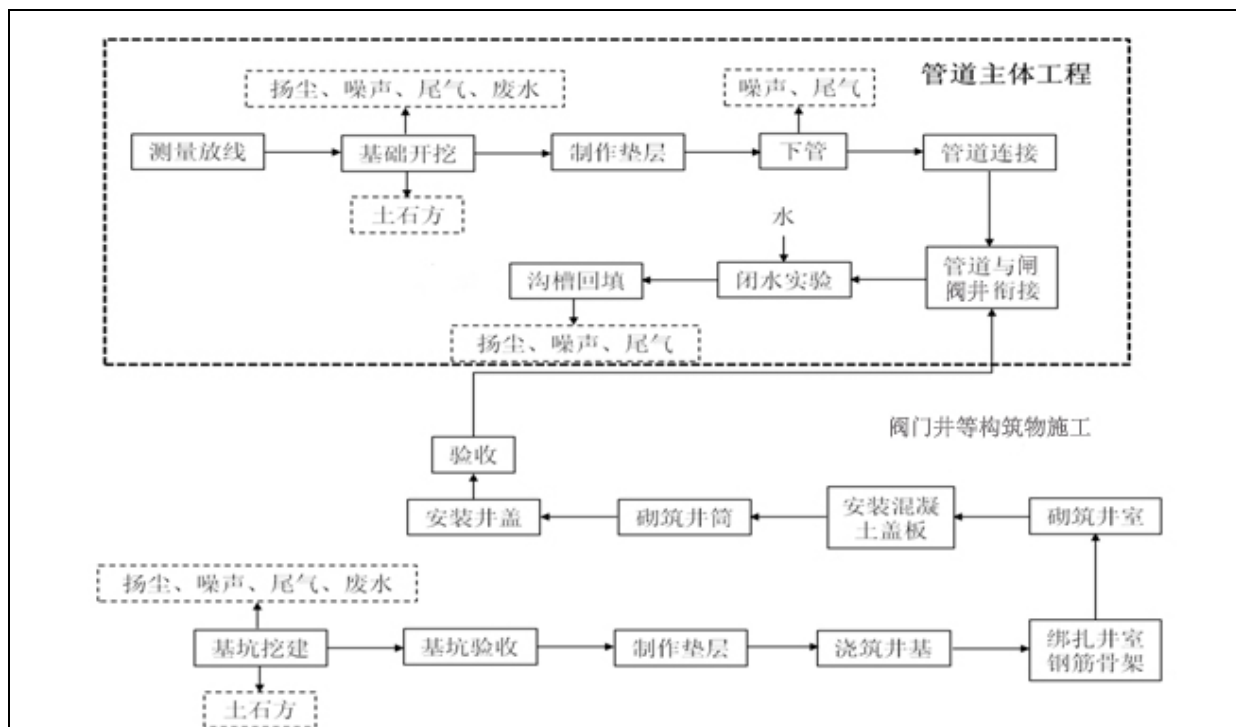 管道主体工程
扬尘、噪声、尾气、废水
噪声、尾气
测量放线
基础开挖
制作垫层
下管
管道连接
土石方
水
沟槽回填
闭水实验
管道与闸
阀井衔接
扬尘、噪声、尾气
阀门井等构筑物施工
验收
安装井盖
砌筑井筒
安装混凝
土盖板
砌筑井室
扬尘、噪声、尾气、废水
基坑挖建
基坑验收
制作垫层
浇筑井基
绑扎井室
钢筋骨架
土石方